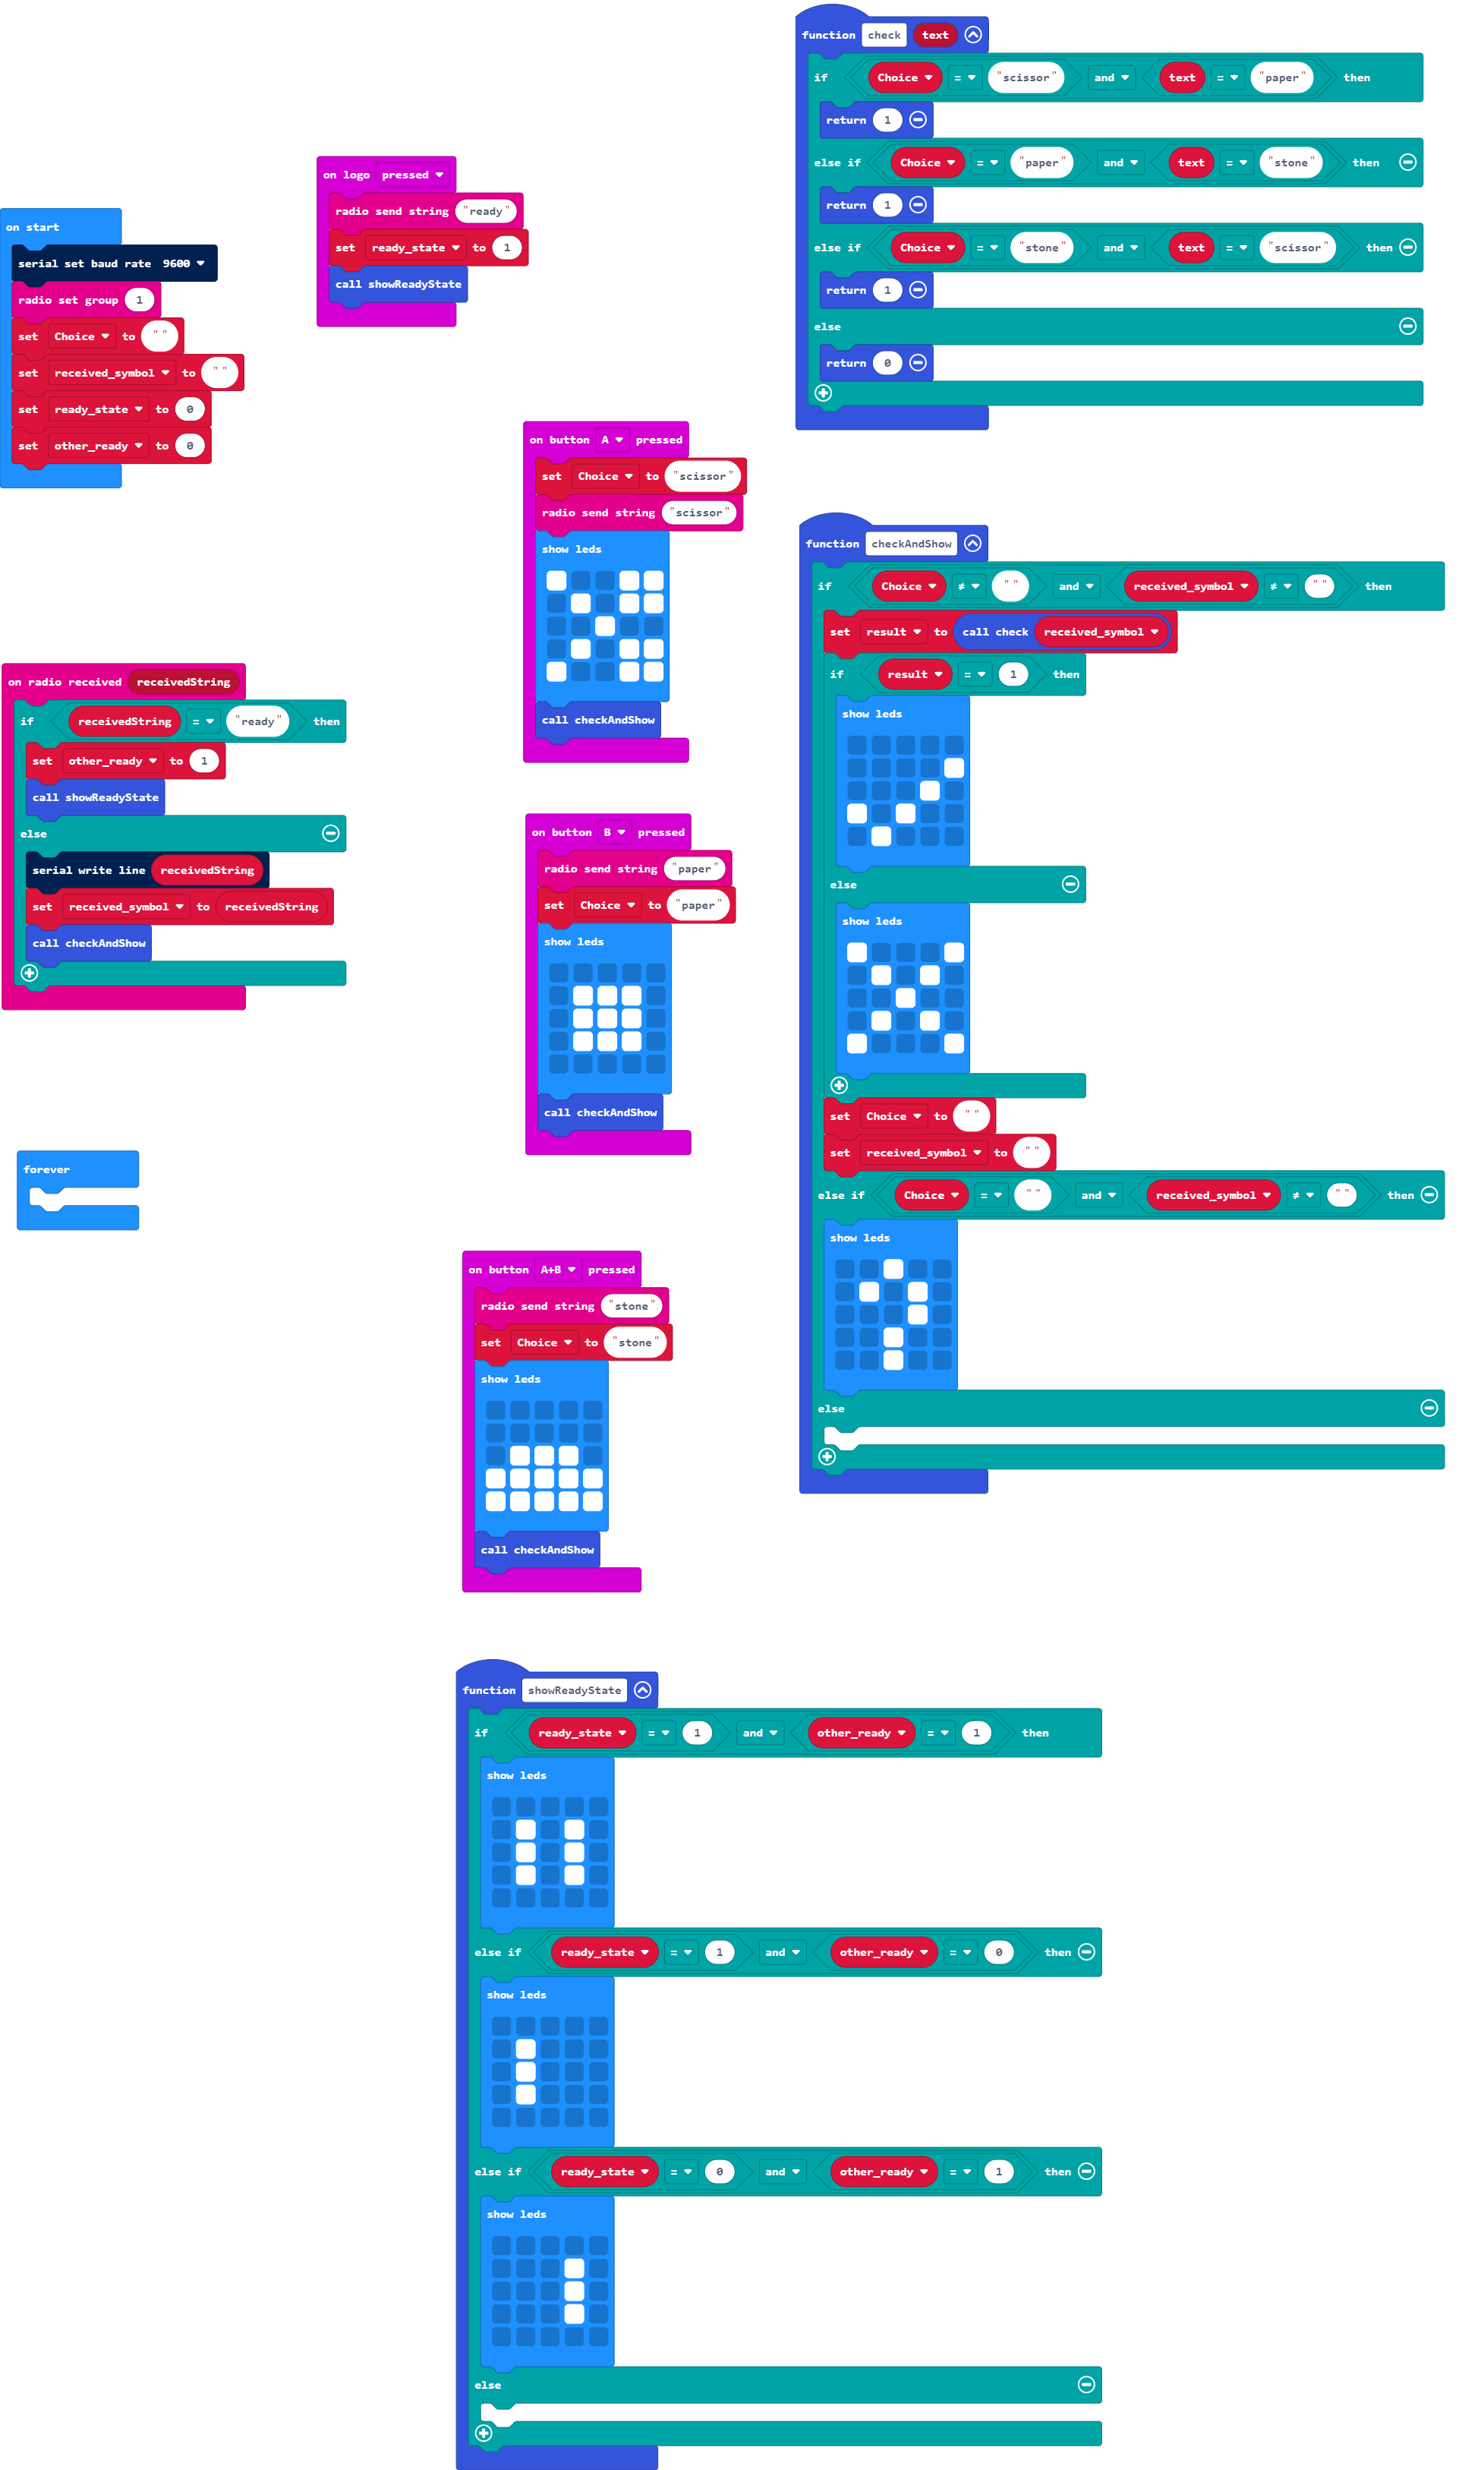 on start
serial set baud rate 9600
radio set group 1
set Choice to " "
set received_symbol to " "
set ready_state to 0
set other_ready to 0
on logo pressed
radio send string "ready"
set ready_state to 1
call showReadyState
function check text
if Choice = "scissor" and text = "paper" then
return 1
else if Choice = "paper" and text = "stone" then
return 1
else if Choice = "stone" and text = "scissor" then
return 1
else
return 0
on button A pressed
set Choice to "scissor"
radio send string "scissor"
show leds
call checkAndShow
on radio received receivedString
if receivedString = "ready" then
set other_ready to 1
call showReadyState
else
serial write line receivedString
set received_symbol to receivedString
call checkAndShow
on button B pressed
radio send string "paper"
set Choice to "paper"
show leds
call checkAndShow
function checkAndShow
if Choice ≠ " " and received_symbol ≠ " " then
set result to call check received_symbol
if result = 1 then
show leds
else
show leds
set Choice to " "
set received_symbol to " "
else if Choice = " " and received_symbol ≠ " " then
show leds
else
forever
on button A+B pressed
radio send string "stone"
set Choice to "stone"
show leds
call checkAndShow
function showReadyState
if ready_state = 1 and other_ready = 1 then
show leds
else if ready_state = 1 and other_ready = 0 then
show leds
else if ready_state = 0 and other_ready = 1 then
show leds
else